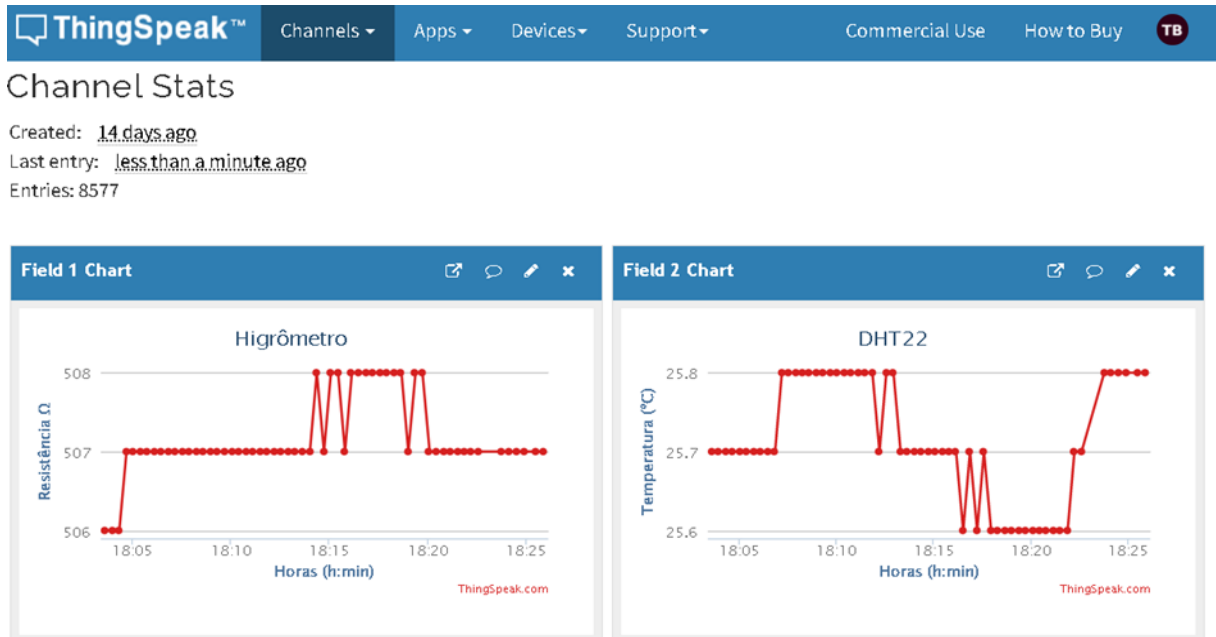 ThingSpeak™ Channels Apps Devices Support Commercial Use How to Buy TB
Channel Stats
Created: 14 days ago
Last entry: less than a minute ago
Entries: 8577
Field 1 Chart
Higrômetro
Resistência Ω
508
507
506
18:05 18:10 18:15 18:20 18:25
Horas (h:min)
ThingSpeak.com
Field 2 Chart
DHT22
Temperatura (°C)
25.8
25.7
25.6
18:05 18:10 18:15 18:20 18:25
Horas (h:min)
ThingSpeak.com